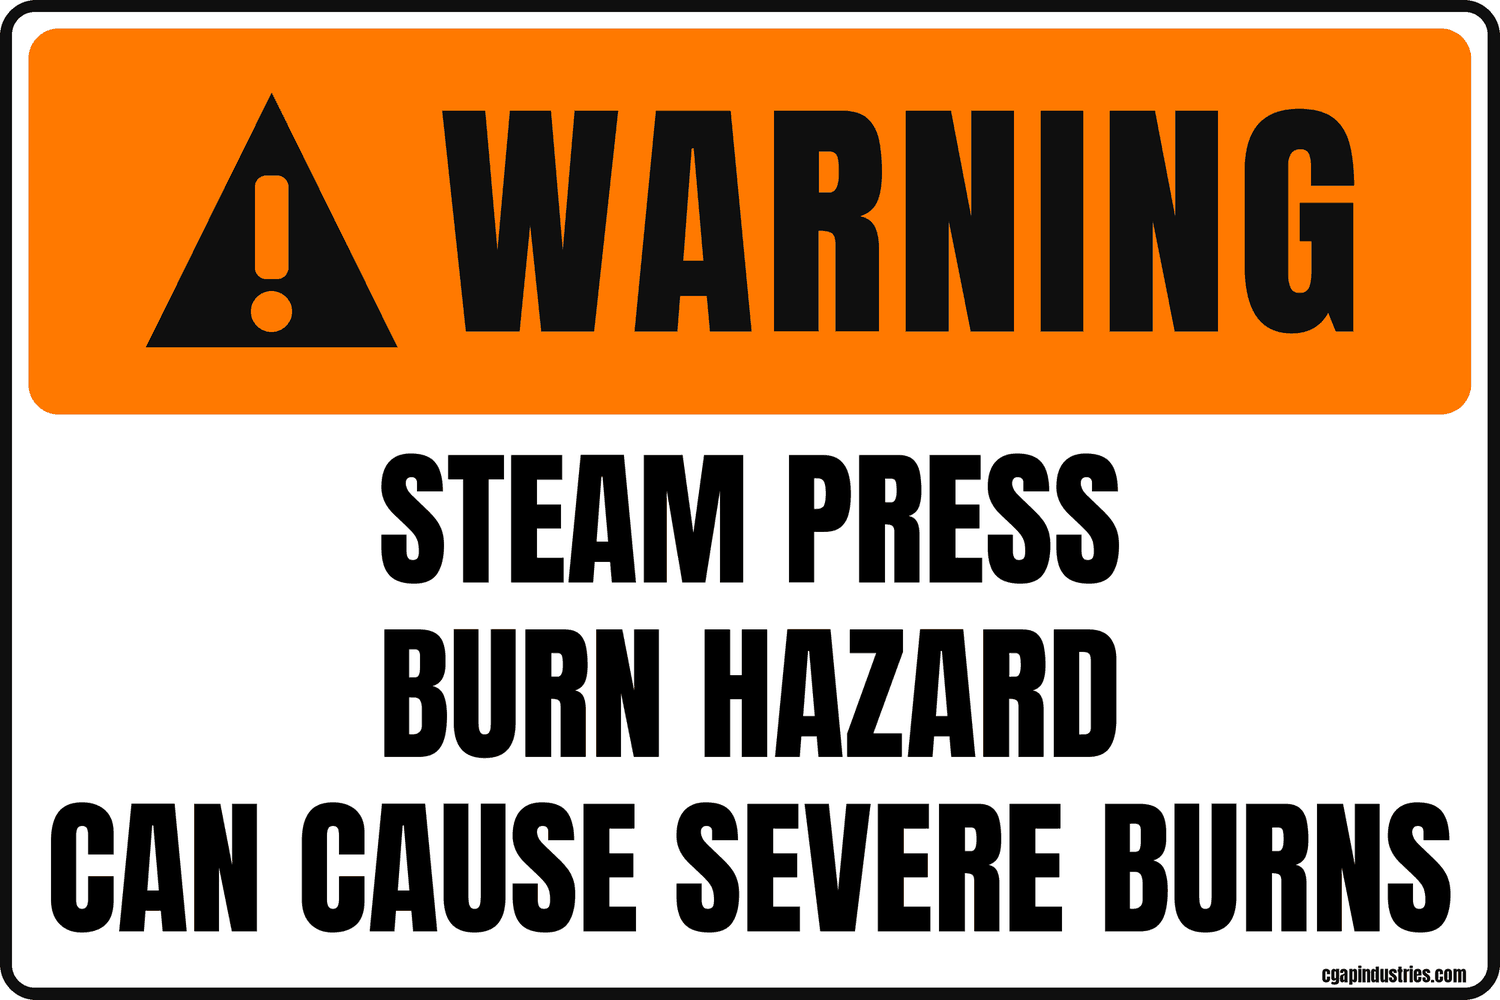 WARNING
STEAM PRESS
BURN HAZARD
CAN CAUSE SEVERE BURNS
cgapindustries.com